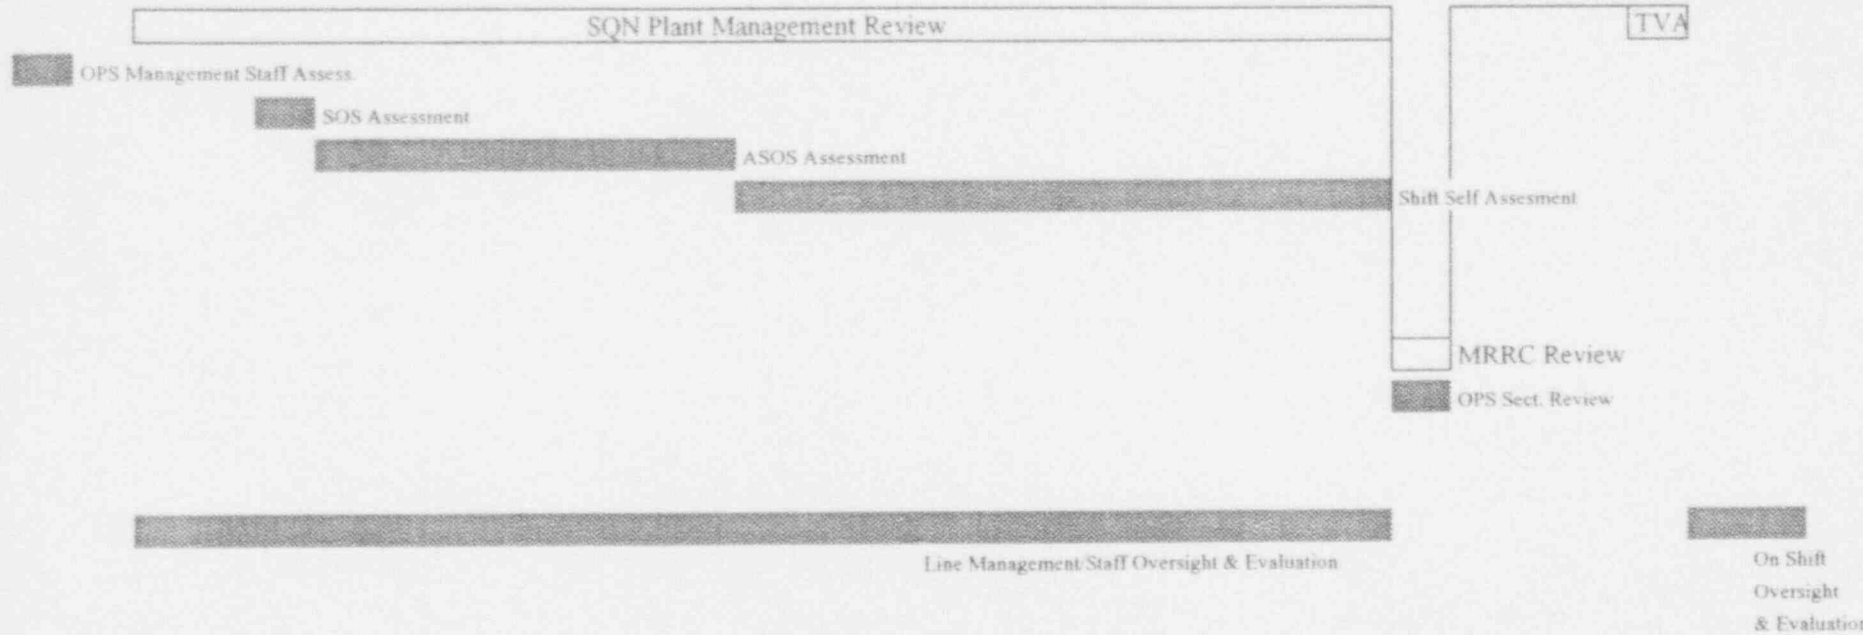 SQN Plant Management Review
TVA
OPS Management Staff Assess.
SOS Assessment
ASOS Assessment
Shift Self Assesment
MRRC Review
OPS Sect. Review
Line Management/Staff Oversight & Evaluation
On Shift
Oversight
& Evaluation